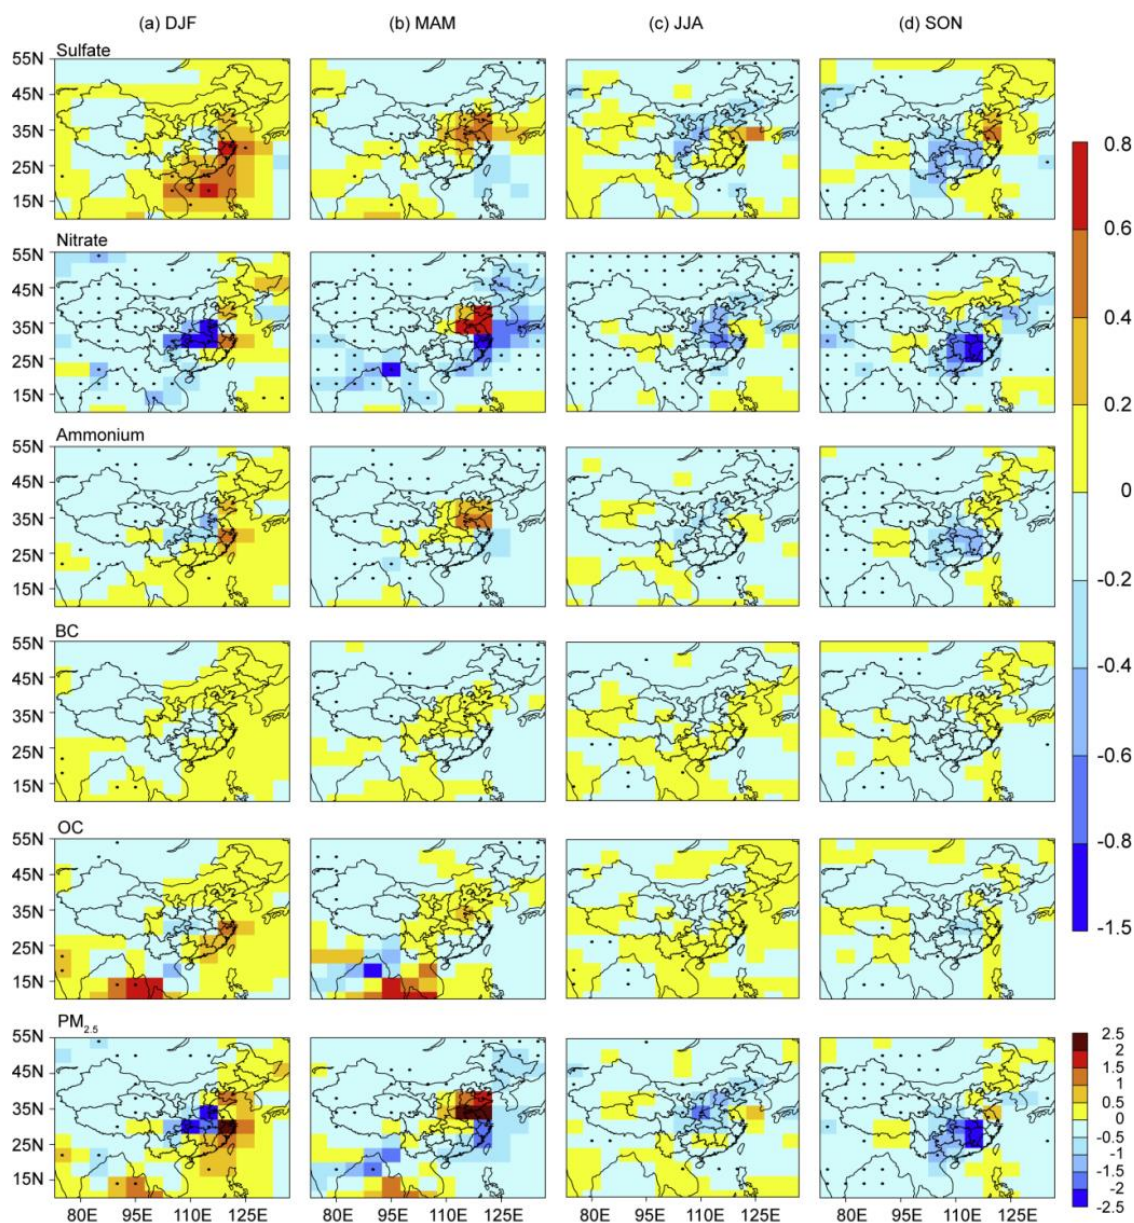 (a) DJF (b) MAM (c) JJA (d) SON
Sulfate
55N
45N
35N
25N
15N
Nitrate
55N
45N
35N
25N
15N
Ammonium
55N
45N
35N
25N
15N
BC
55N
45N
35N
25N
15N
OC
55N
45N
35N
25N
15N
PM2.5
55N
45N
35N
25N
15N
80E 95E 110E 125E 80E 95E 110E 125E 80E 95E 110E 125E 80E 95E 110E 125E
0.8
0.6
0.4
0.2
0
-0.2
-0.4
-0.6
-0.8
-1.5
2.5
2
1.5
1
0.5
0
-0.5
-1
-1.5
-2
-2.5